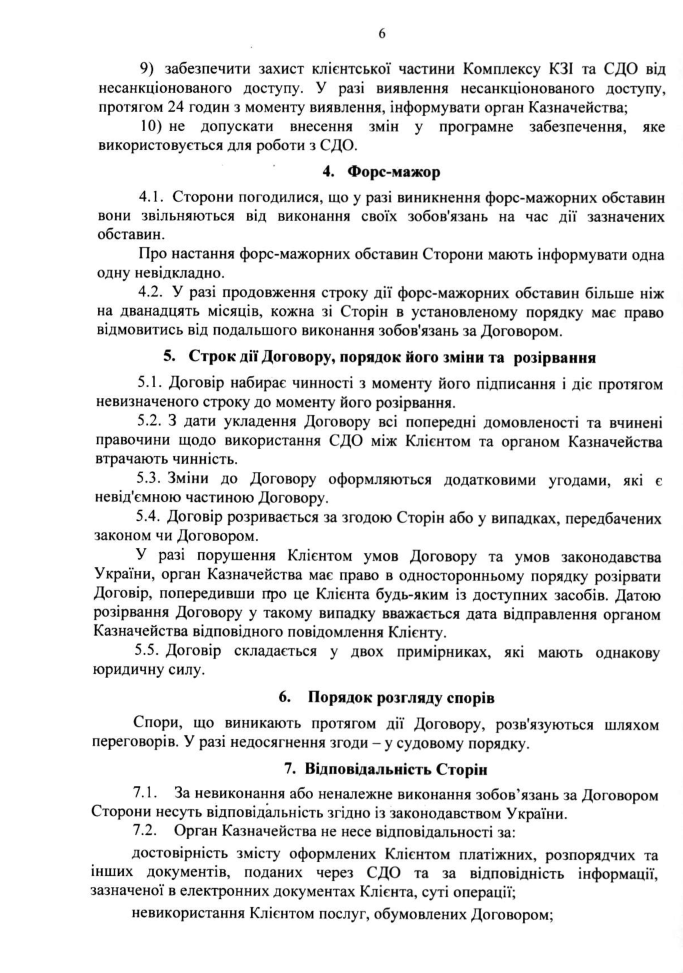 6
9) забезпечити захист клієнтської частини Комплексу КЗІ та СДО від
несанкціонованого доступу. У разі виявлення несанкціонованого доступу,
протягом 24 годин з моменту виявлення, інформувати орган Казначейства;
10) не допускати внесення змін у програмне забезпечення, яке
використовується для роботи з СДО.
4. Форс-мажор
4.1. Сторони погодилися, що у разі виникнення форс-мажорних обставин
вони звільняються від виконання своїх зобов'язань на час дії зазначених
обставин.
Про настання форс-мажорних обставин Сторони мають інформувати одна
одну невідкладно.
4.2. У разі продовження строку дії форс-мажорних обставин більше ніж
на дванадцять місяців, кожна зі Сторін в установленому порядку має право
відмовитись від подальшого виконання зобов'язань за Договором.
5. Строк дії Договору, порядок його зміни та розірвання
5.1. Договір набирає чинності з моменту його підписання і діє протягом
невизначеного строку до моменту його розірвання.
5.2. З дати укладення Договору всі попередні домовленості та вчинені
правочини щодо використання СДО між Клієнтом та органом Казначейства
втрачають чинність.
5.3. Зміни до Договору оформляються додатковими угодами, які є
невід'ємною частиною Договору.
5.4. Договір розривається за згодою Сторін або у випадках, передбачених
законом чи Договором.
У разі порушення Клієнтом умов Договору та умов законодавства
України, орган Казначейства має право в односторонньому порядку розірвати
Договір, попередивши про це Клієнта будь-яким із доступних засобів. Датою
розірвання Договору у такому випадку вважається дата відправлення органом
Казначейства відповідного повідомлення Клієнту.
5.5. Договір складається у двох примірниках, які мають однакову
юридичну силу.
6. Порядок розгляду спорів
Спори, що виникають протягом дії Договору, розв'язуються шляхом
переговорів. У разі недосягнення згоди – у судовому порядку.
7. Відповідальність Сторін
7.1. За невиконання або неналежне виконання зобов’язань за Договором
Сторони несуть відповідальність згідно із законодавством України.
7.2. Орган Казначейства не несе відповідальності за:
достовірність змісту оформлених Клієнтом платіжних, розпорядчих та
інших документів, поданих через СДО та за відповідність інформації,
зазначеної в електронних документах Клієнта, суті операції;
невикористання Клієнтом послуг, обумовлених Договором;